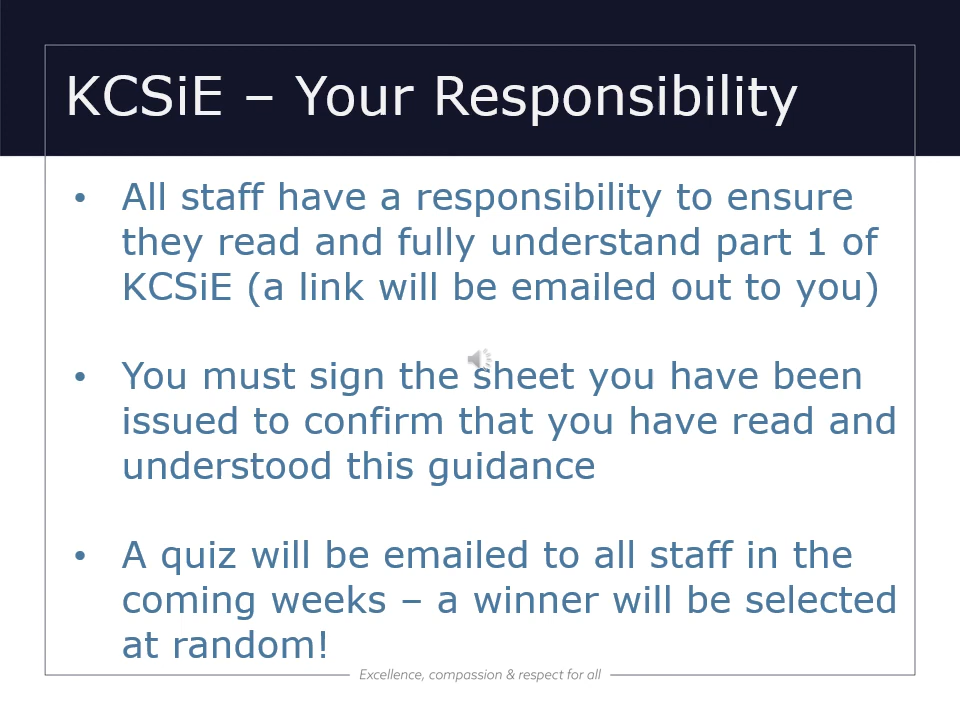 KCSiE – Your Responsibility
• All staff have a responsibility to ensure
they read and fully understand part 1 of
KCSiE (a link will be emailed out to you)
• You must sign the sheet you have been
issued to confirm that you have read and
understood this guidance
• A quiz will be emailed to all staff in the
coming weeks – a winner will be selected
at random!
Excellence, compassion & respect for all